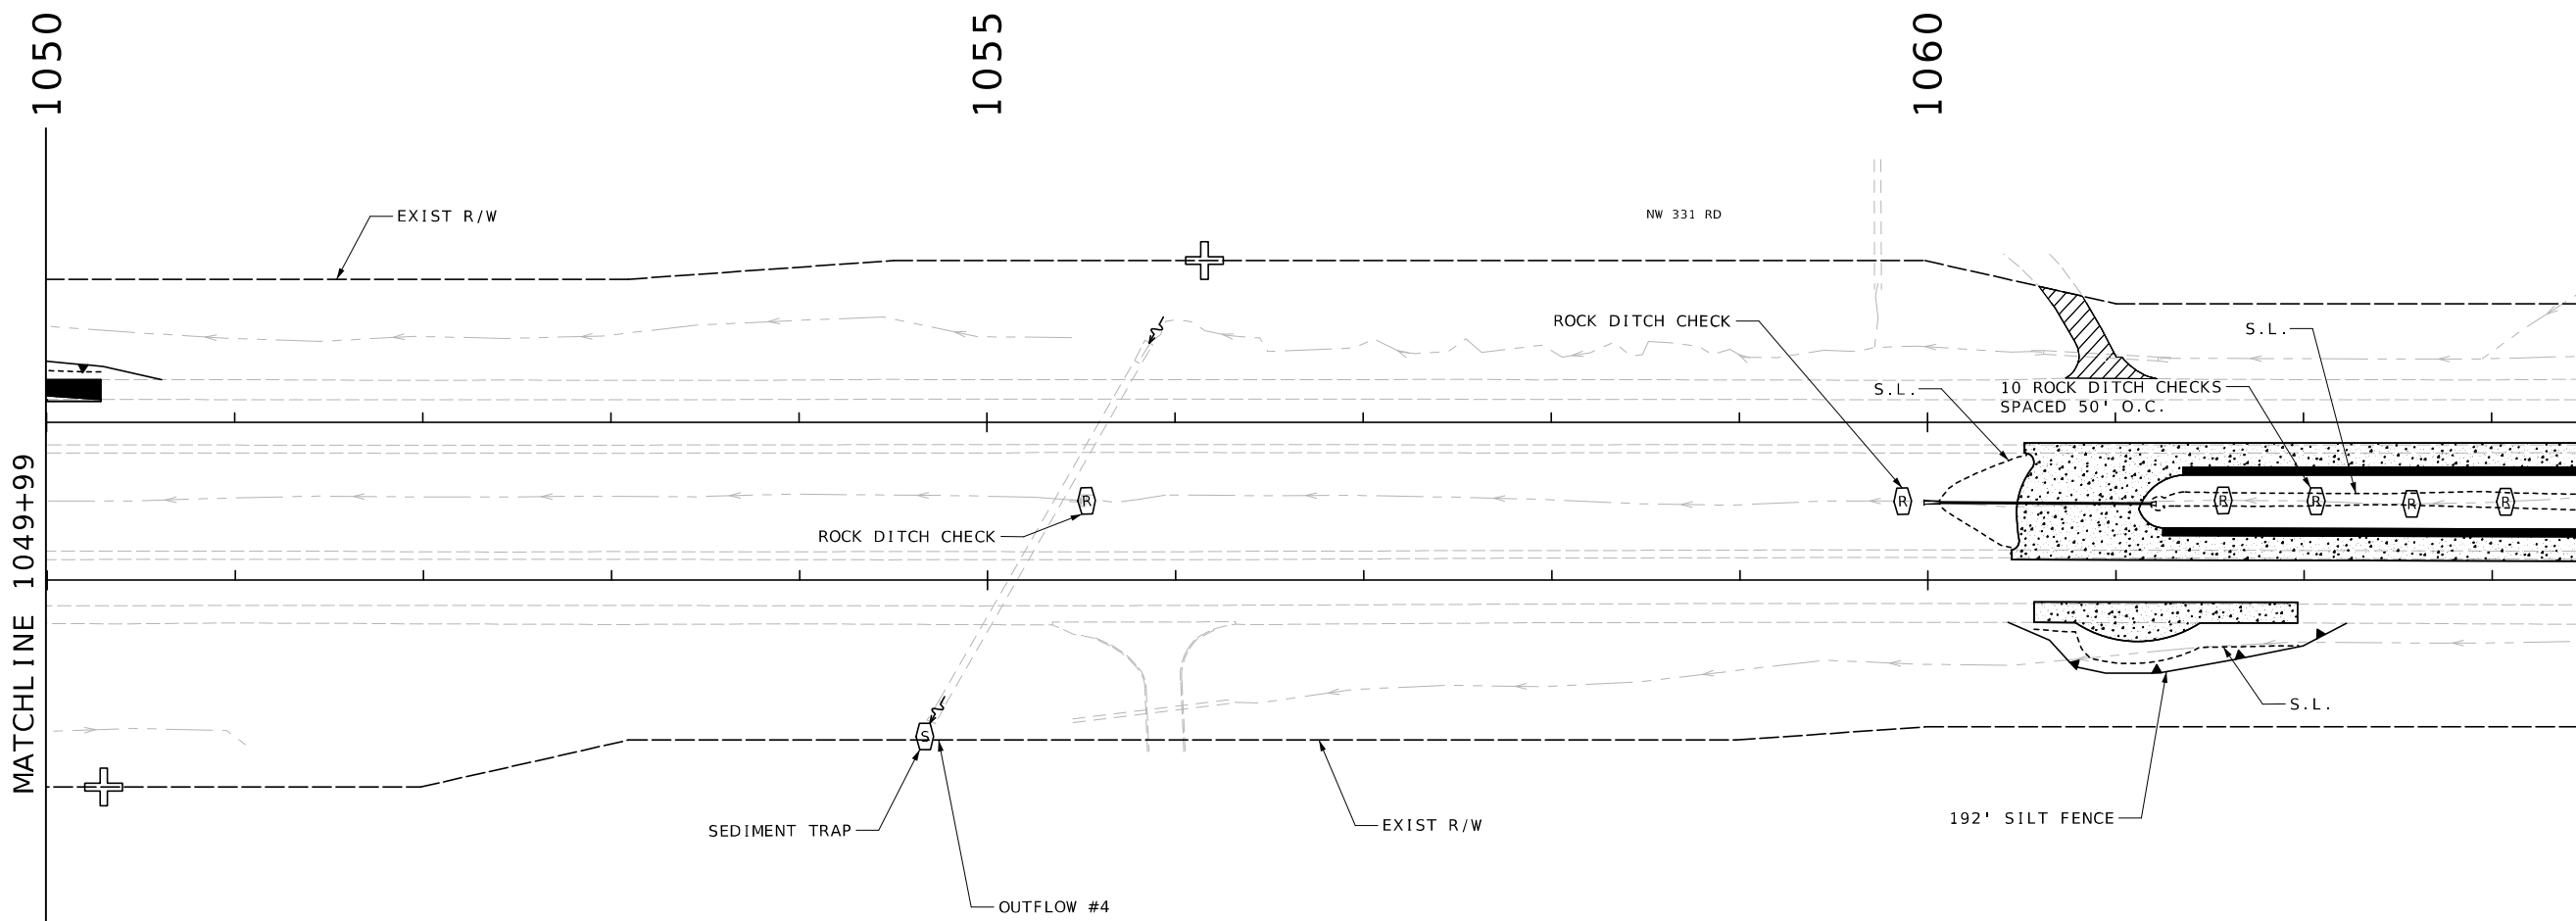 1050
1055
1060
EXIST R/W
NW 331 RD
ROCK DITCH CHECK
S.L.
S.L.
10 ROCK DITCH CHECKS
SPACED 50' O.C.
MATCHLINE 1049+99
R
R
R
R
R
R
ROCK DITCH CHECK
S
S.L.
SEDIMENT TRAP
EXIST R/W
192' SILT FENCE
OUTFLOW #4